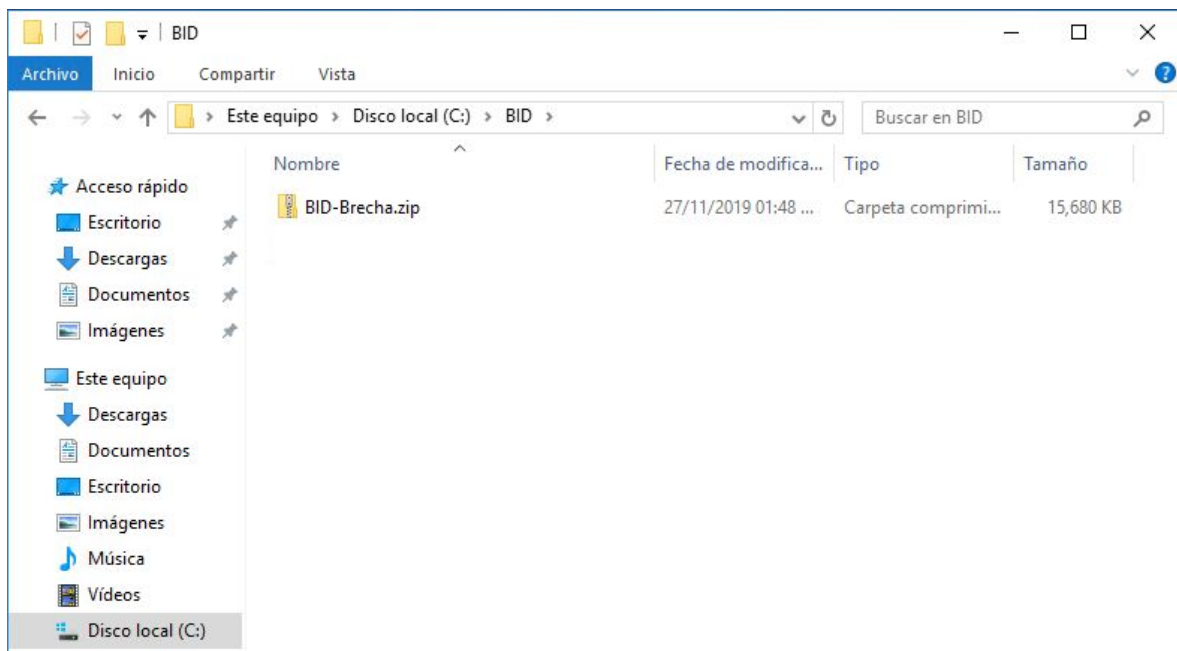 BID
Archivo Inicio Compartir Vista
Este equipo > Disco local (C:) > BID > Buscar en BID
Nombre Fecha de modifica... Tipo Tamaño
BID-Brecha.zip 27/11/2019 01:48 ... Carpeta comprimi... 15,680 KB
Acceso rápido
Escritorio
Descargas
Documentos
Imágenes
Este equipo
Descargas
Documentos
Escritorio
Imágenes
Música
Vídeos
Disco local (C:)